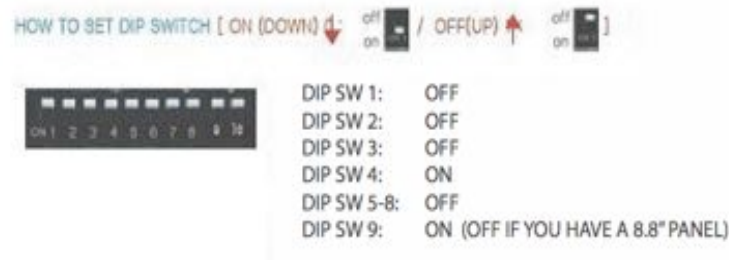 HOW TO SET DIP SWITCH [ ON (DOWN) off on / OFF(UP) off on ]
ON 1 2 3 4 5 6 7 8 9 10
DIP SW 1: OFF
DIP SW 2: OFF
DIP SW 3: OFF
DIP SW 4: ON
DIP SW 5-8: OFF
DIP SW 9: ON (OFF IF YOU HAVE A 8.8" PANEL)